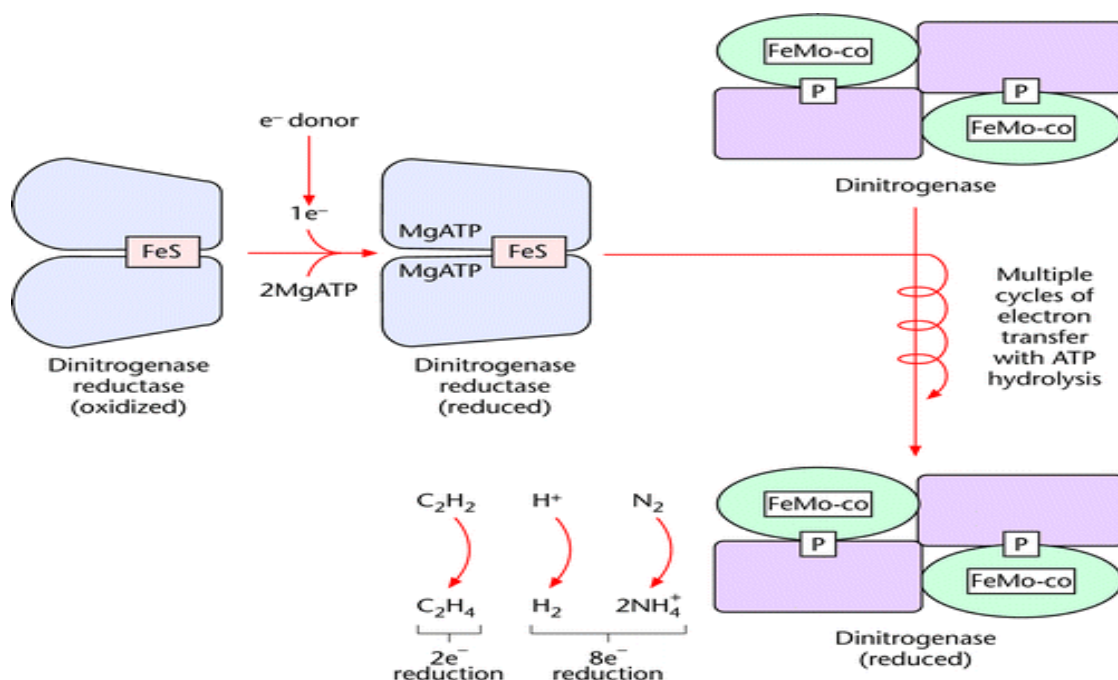 FeMo-co
P
P
FeMo-co
Dinitrogenase
e⁻ donor
1e⁻
2MgATP
FeS
Dinitrogenase
reductase
(oxidized)
MgATP
FeS
MgATP
Dinitrogenase
reductase
(reduced)
Multiple
cycles of
electron
transfer
with ATP
hydrolysis
C₂H₂
H⁺
N₂
C₂H₄
H₂
2NH₄⁺
2e⁻
reduction
8e⁻
reduction
FeMo-co
P
P
FeMo-co
Dinitrogenase
(reduced)